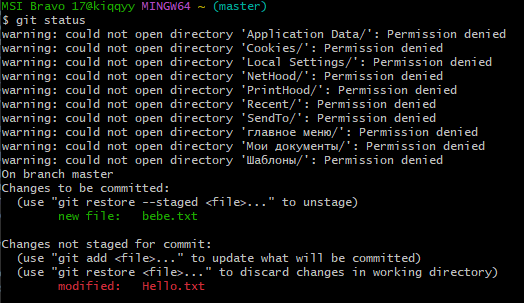 MSI Bravo 17@kiqqyy MINGW64 ~ (master)
$ git status
warning: could not open directory 'Application Data/': Permission denied
warning: could not open directory 'Cookies/': Permission denied
warning: could not open directory 'Local Settings/': Permission denied
warning: could not open directory 'NetHood/': Permission denied
warning: could not open directory 'PrintHood/': Permission denied
warning: could not open directory 'Recent/': Permission denied
warning: could not open directory 'SendTo/': Permission denied
warning: could not open directory 'главное меню/': Permission denied
warning: could not open directory 'Мои документы/': Permission denied
warning: could not open directory 'Шаблоны/': Permission denied
On branch master
Changes to be committed:
  (use "git restore --staged <file>..." to unstage)
        new file:   bebe.txt

Changes not staged for commit:
  (use "git add <file>..." to update what will be committed)
  (use "git restore <file>..." to discard changes in working directory)
        modified:   Hello.txt